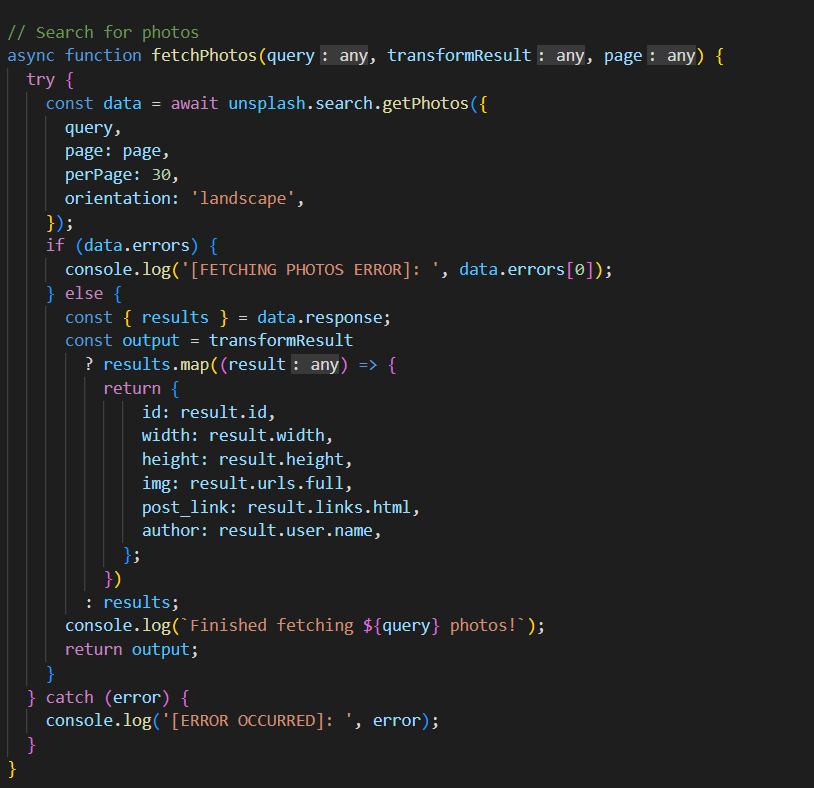 // Search for photos
async function fetchPhotos(query: any, transformResult: any, page: any) {
  try {
    const data = await unsplash.search.getPhotos({
      query,
      page: page,
      perPage: 30,
      orientation: 'landscape',
    });
    if (data.errors) {
      console.log('[FETCHING PHOTOS ERROR]: ', data.errors[0]);
    } else {
      const { results } = data.response;
      const output = transformResult
        ? results.map((result: any) => {
          return {
              id: result.id,
              width: result.width,
              height: result.height,
              img: result.urls.full,
              post_link: result.links.html,
              author: result.user.name,
            };
          })
        : results;
      console.log(`Finished fetching ${query} photos!`);
      return output;
    }
  } catch (error) {
    console.log('[ERROR OCCURRED]: ', error);
  }
}